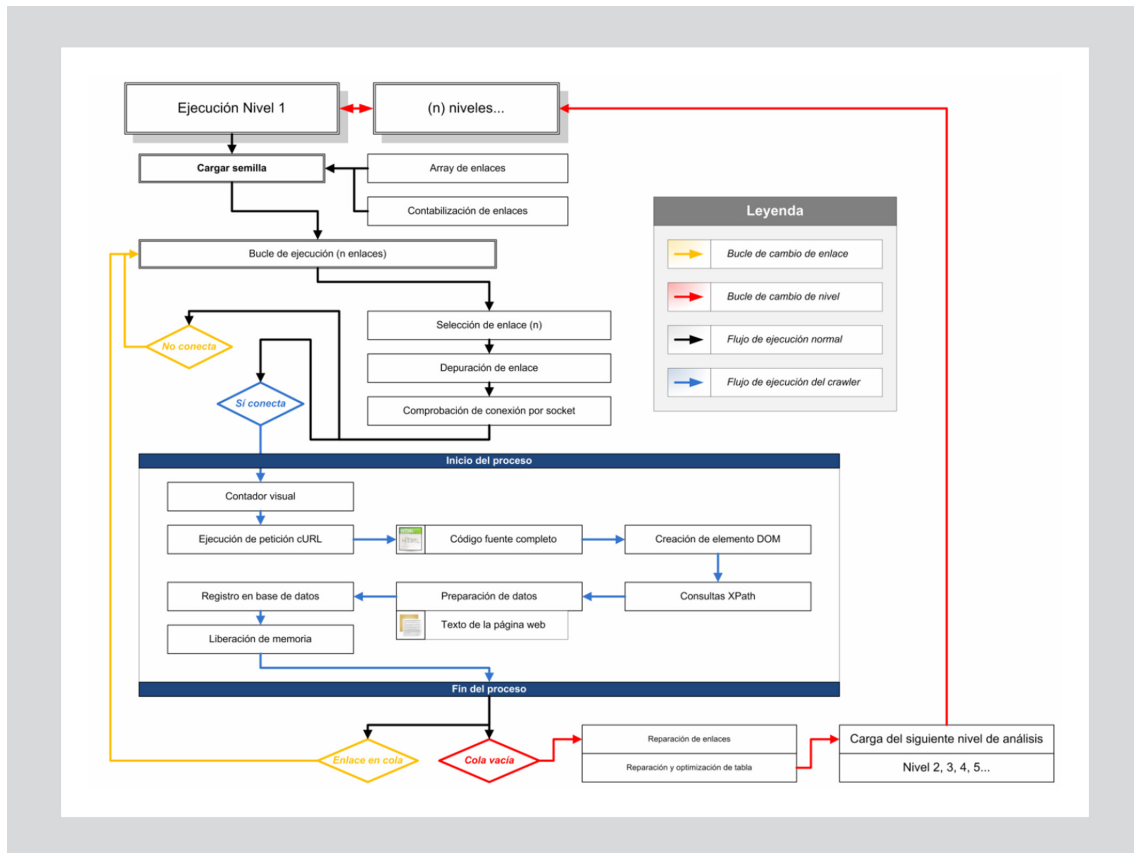 Ejecución Nivel 1
(n) niveles...
Cargar semilla
Array de enlaces
Contabilización de enlaces
Leyenda
Bucle de ejecución (n enlaces)
Bucle de cambio de enlace
Bucle de cambio de nivel
Selección de enlace (n)
Flujo de ejecución normal
No conecta
Depuración de enlace
Flujo de ejecución del crawler
Sí conecta
Comprobación de conexión por socket
Inicio del proceso
Contador visual
Ejecución de petición cURL
Código fuente completo
Creación de elemento DOM
Registro en base de datos
Preparación de datos
Consultas XPath
Texto de la página web
Liberación de memoria
Fin del proceso
Enlace en cola
Cola vacía
Reparación de enlaces
Carga del siguiente nivel de análisis
Reparación y optimización de tabla
Nivel 2, 3, 4, 5...